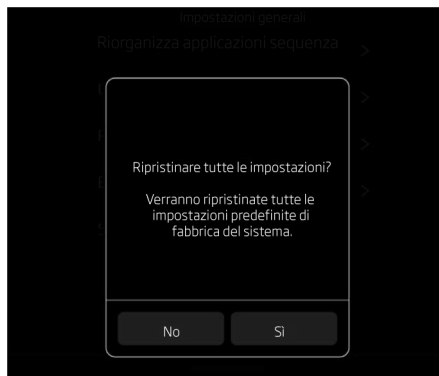 Impostazioni generali
Riorganizza applicazioni sequenza
Ripristinare tutte le impostazioni?
Verranno ripristinate tutte le
impostazioni predefinite di
fabbrica del sistema.
No
Sì